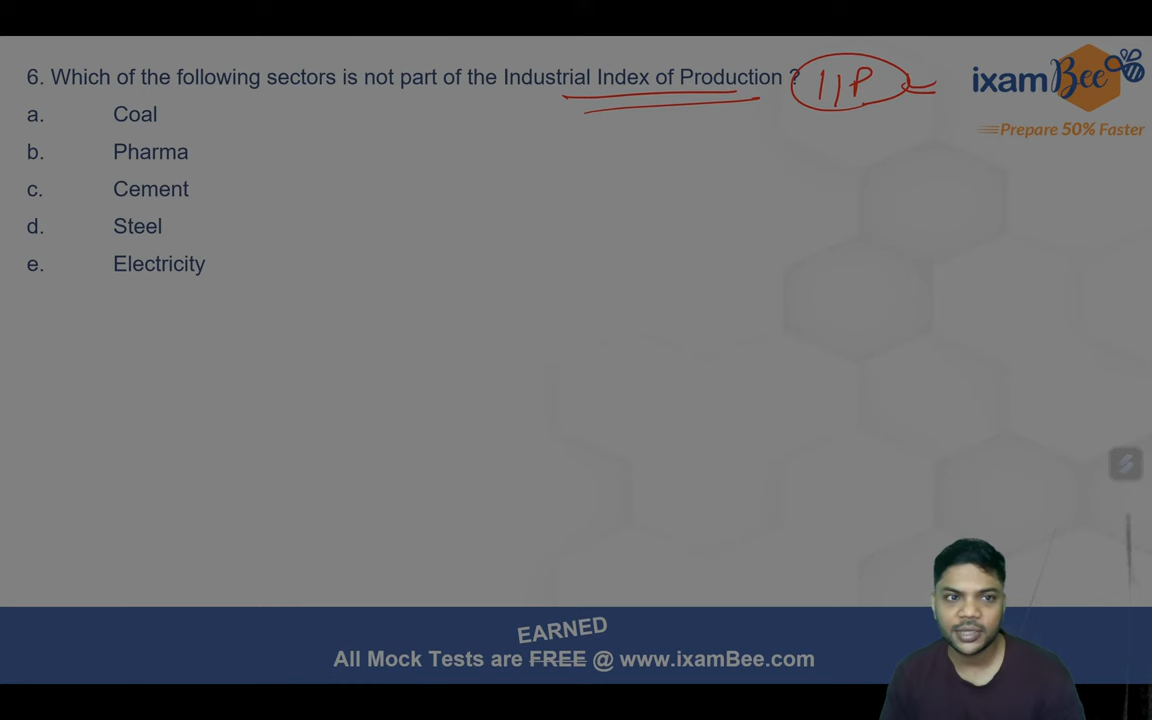 6. Which of the following sectors is not part of the Industrial Index of Production ? IIP
a. Coal
b. Pharma
c. Cement
d. Steel
e. Electricity
ixamBee
Prepare 50% Faster
EARNED
All Mock Tests are FREE @ www.ixamBee.com